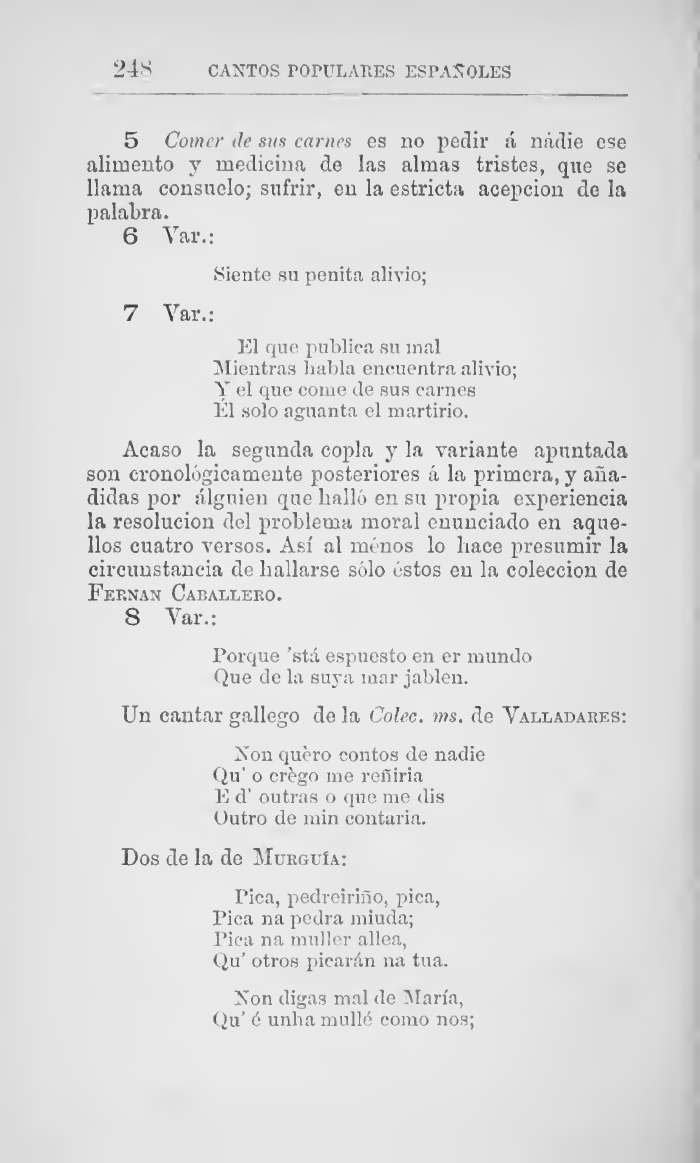 248 CANTOS POPULARES ESPAÑOLES
5 Comer de sus carnes es no pedir á nádie ese
alimento y medicina de las almas tristes, que se
llama consuelo; sufrir, en la estricta acepcion de la
palabra.
6 Var.:
Siente su penita alivio;
7 Var.:
El que publica su mal
Mientras habla encuentra alivio;
Y el que come de sus carnes
Él solo aguanta el martirio.
Acaso la segunda copla y la variante apuntada
son cronológicamente posteriores á la primera, y aña-
didas por álguien que halló en su propia experiencia
la resolucion del problema moral enunciado en aque-
llos cuatro versos. Así al ménos lo hace presumir la
circunstancia de hallarse sólo éstos en la coleccion de
FERNAN CABALLERO.
8 Var.:
Porque 'stá espuesto en er mundo
Que de la suya mar jablen.
Un cantar gallego de la Colec. ms. de VALLADARES:
Non quèro contos de nadie
Qu' o crègo me reñiria
E d' outras o que me dis
Outro de min contaria.
Dos de la de MURGUÍA:
Pica, pedreiriño, pica,
Pica na pedra miuda;
Pica na muller allea,
Qu' otros picarán na tua.
Non digas mal de María,
Qu' é unha mullé como nos;